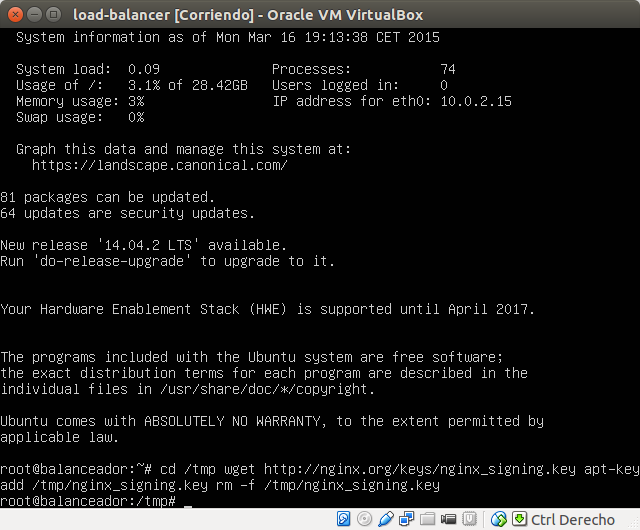 load-balancer [Corriendo] - Oracle VM VirtualBox
System information as of Mon Mar 16 19:13:38 CET 2015
System load:  0.09              Processes:           74
Usage of /:   3.1% of 28.42GB   Users logged in:     0
Memory usage: 3%                IP address for eth0: 10.0.2.15
Swap usage:   0%
Graph this data and manage this system at:
https://landscape.canonical.com/
81 packages can be updated.
64 updates are security updates.
New release '14.04.2 LTS' available.
Run 'do-release-upgrade' to upgrade to it.
Your Hardware Enablement Stack (HWE) is supported until April 2017.
The programs included with the Ubuntu system are free software;
the exact distribution terms for each program are described in the
individual files in /usr/share/doc/*/copyright.
Ubuntu comes with ABSOLUTELY NO WARRANTY, to the extent permitted by
applicable law.
root@balanceador:~# cd /tmp wget http://nginx.org/keys/nginx_signing.key apt-key
add /tmp/nginx_signing.key rm -f /tmp/nginx_signing.key
root@balanceador:/tmp# _
Ctrl Derecho